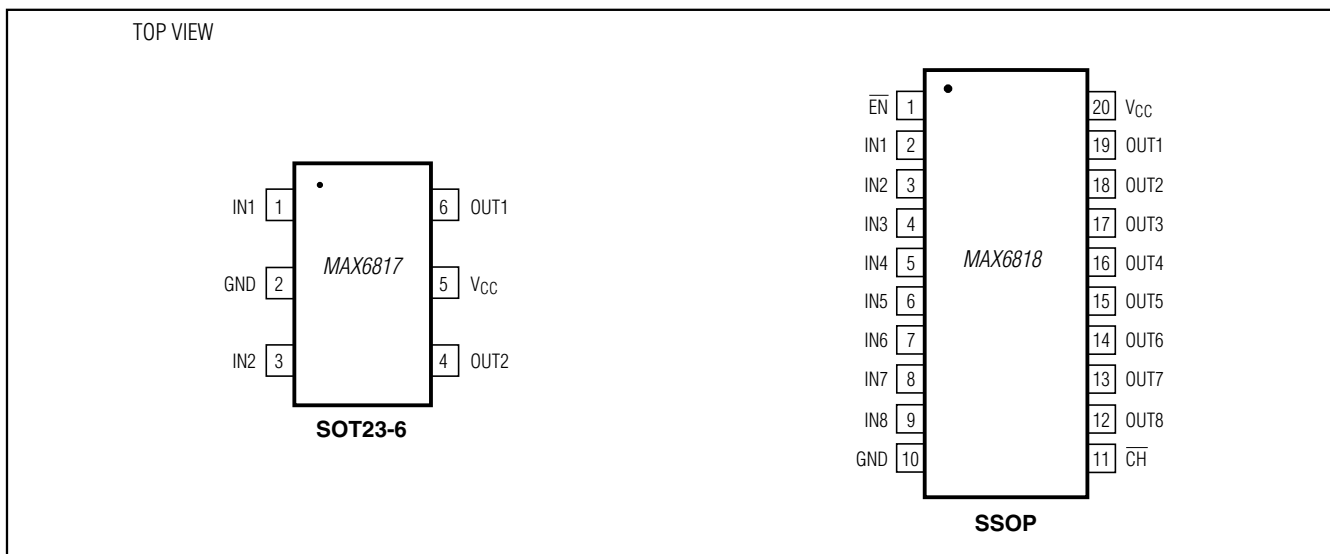 TOP VIEW
IN1 1 6 OUT1
GND 2 MAX6817 5 VCC
IN2 3 4 OUT2
SOT23-6
EN 1 20 VCC
IN1 2 19 OUT1
IN2 3 18 OUT2
IN3 4 17 OUT3
IN4 5 MAX6818 16 OUT4
IN5 6 15 OUT5
IN6 7 14 OUT6
IN7 8 13 OUT7
IN8 9 12 OUT8
GND 10 11 CH
SSOP